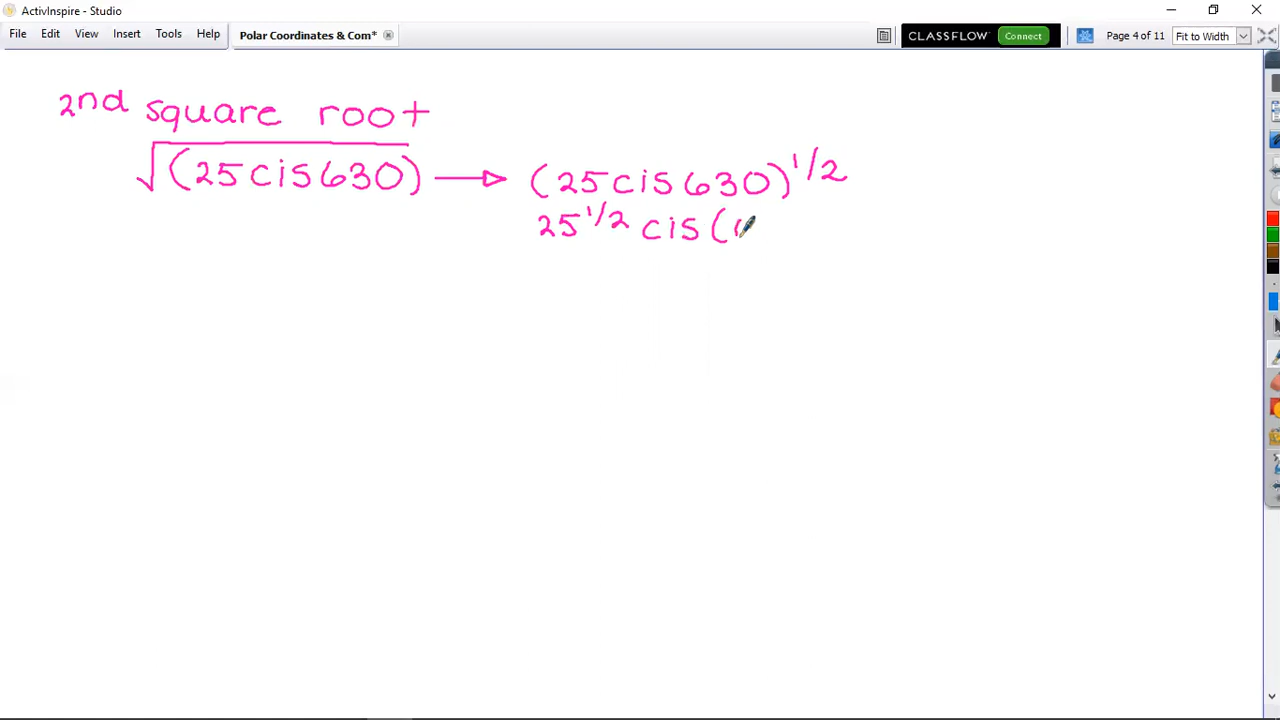 ActivInspire - Studio
File Edit View Insert Tools Help Polar Coordinates & Com* CLASSFLOW Connect Page 4 of 11 Fit to Width
2nd square root
√(25cis630) → (25cis630)^1/2
25^1/2 cis(1